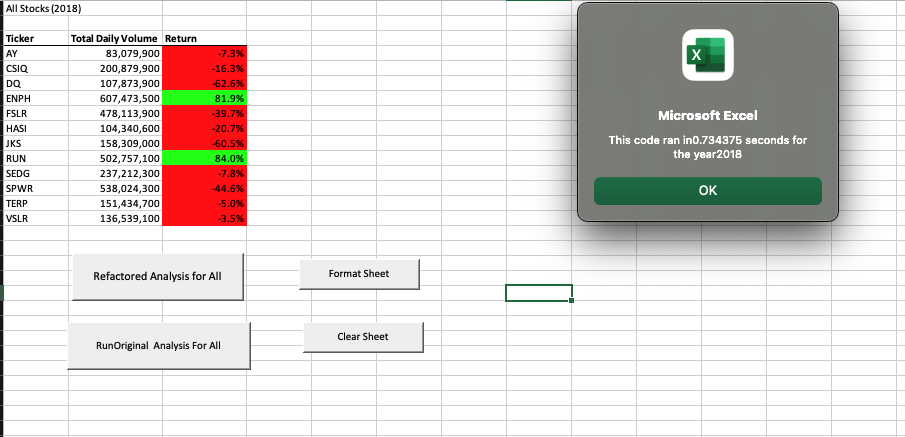 All Stocks (2018)
Ticker Total Daily Volume Return
AY 83,079,900 -7.3%
CSIQ 200,879,900 -16.3%
DQ 107,873,900 -62.6%
ENPH 607,473,500 81.9%
FSLR 478,113,900 -39.7%
HASI 104,340,600 -20.7%
JKS 158,309,000 -60.5%
RUN 502,757,100 84.0%
SEDG 237,212,300 -7.8%
SPWR 538,024,300 -44.6%
TERP 151,434,700 -5.0%
VSLR 136,539,100 -3.5%
Refactored Analysis for All
Format Sheet
RunOriginal Analysis For All
Clear Sheet
X
Microsoft Excel
This code ran in0.734375 seconds for
the year2018
OK